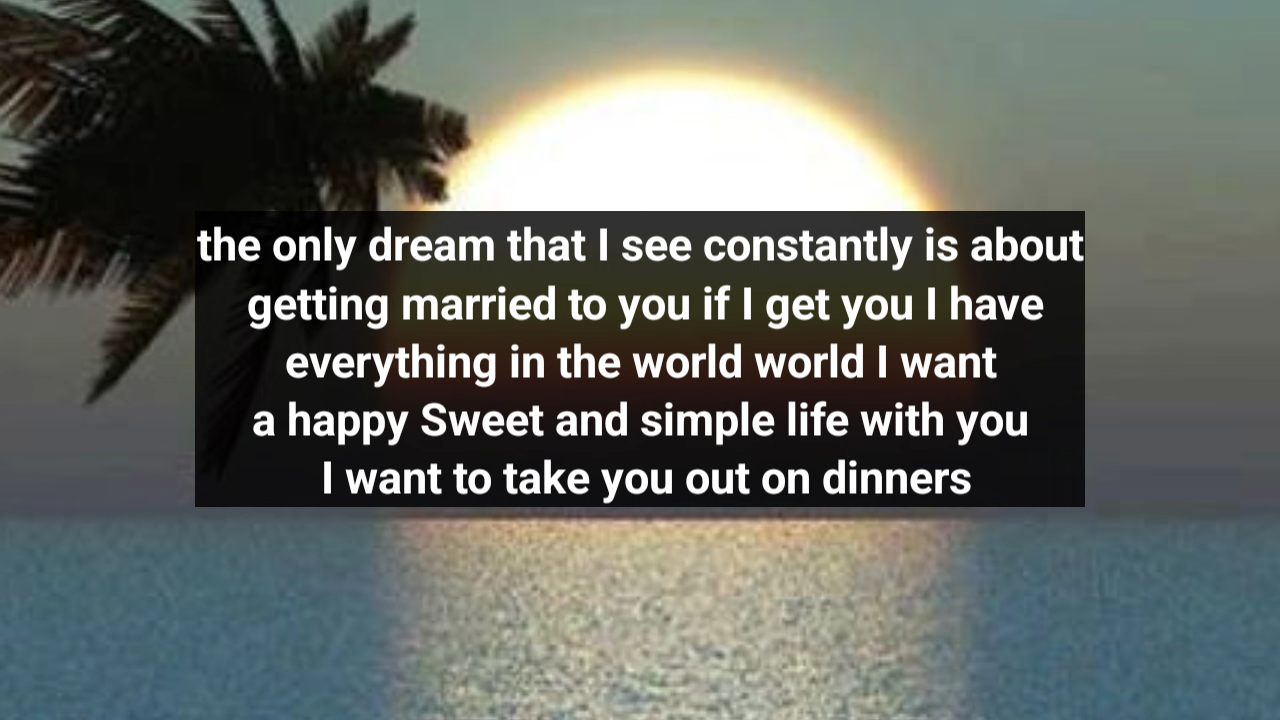 the only dream that I see constantly is about
getting married to you if I get you I have
everything in the world world I want
a happy Sweet and simple life with you
I want to take you out on dinners